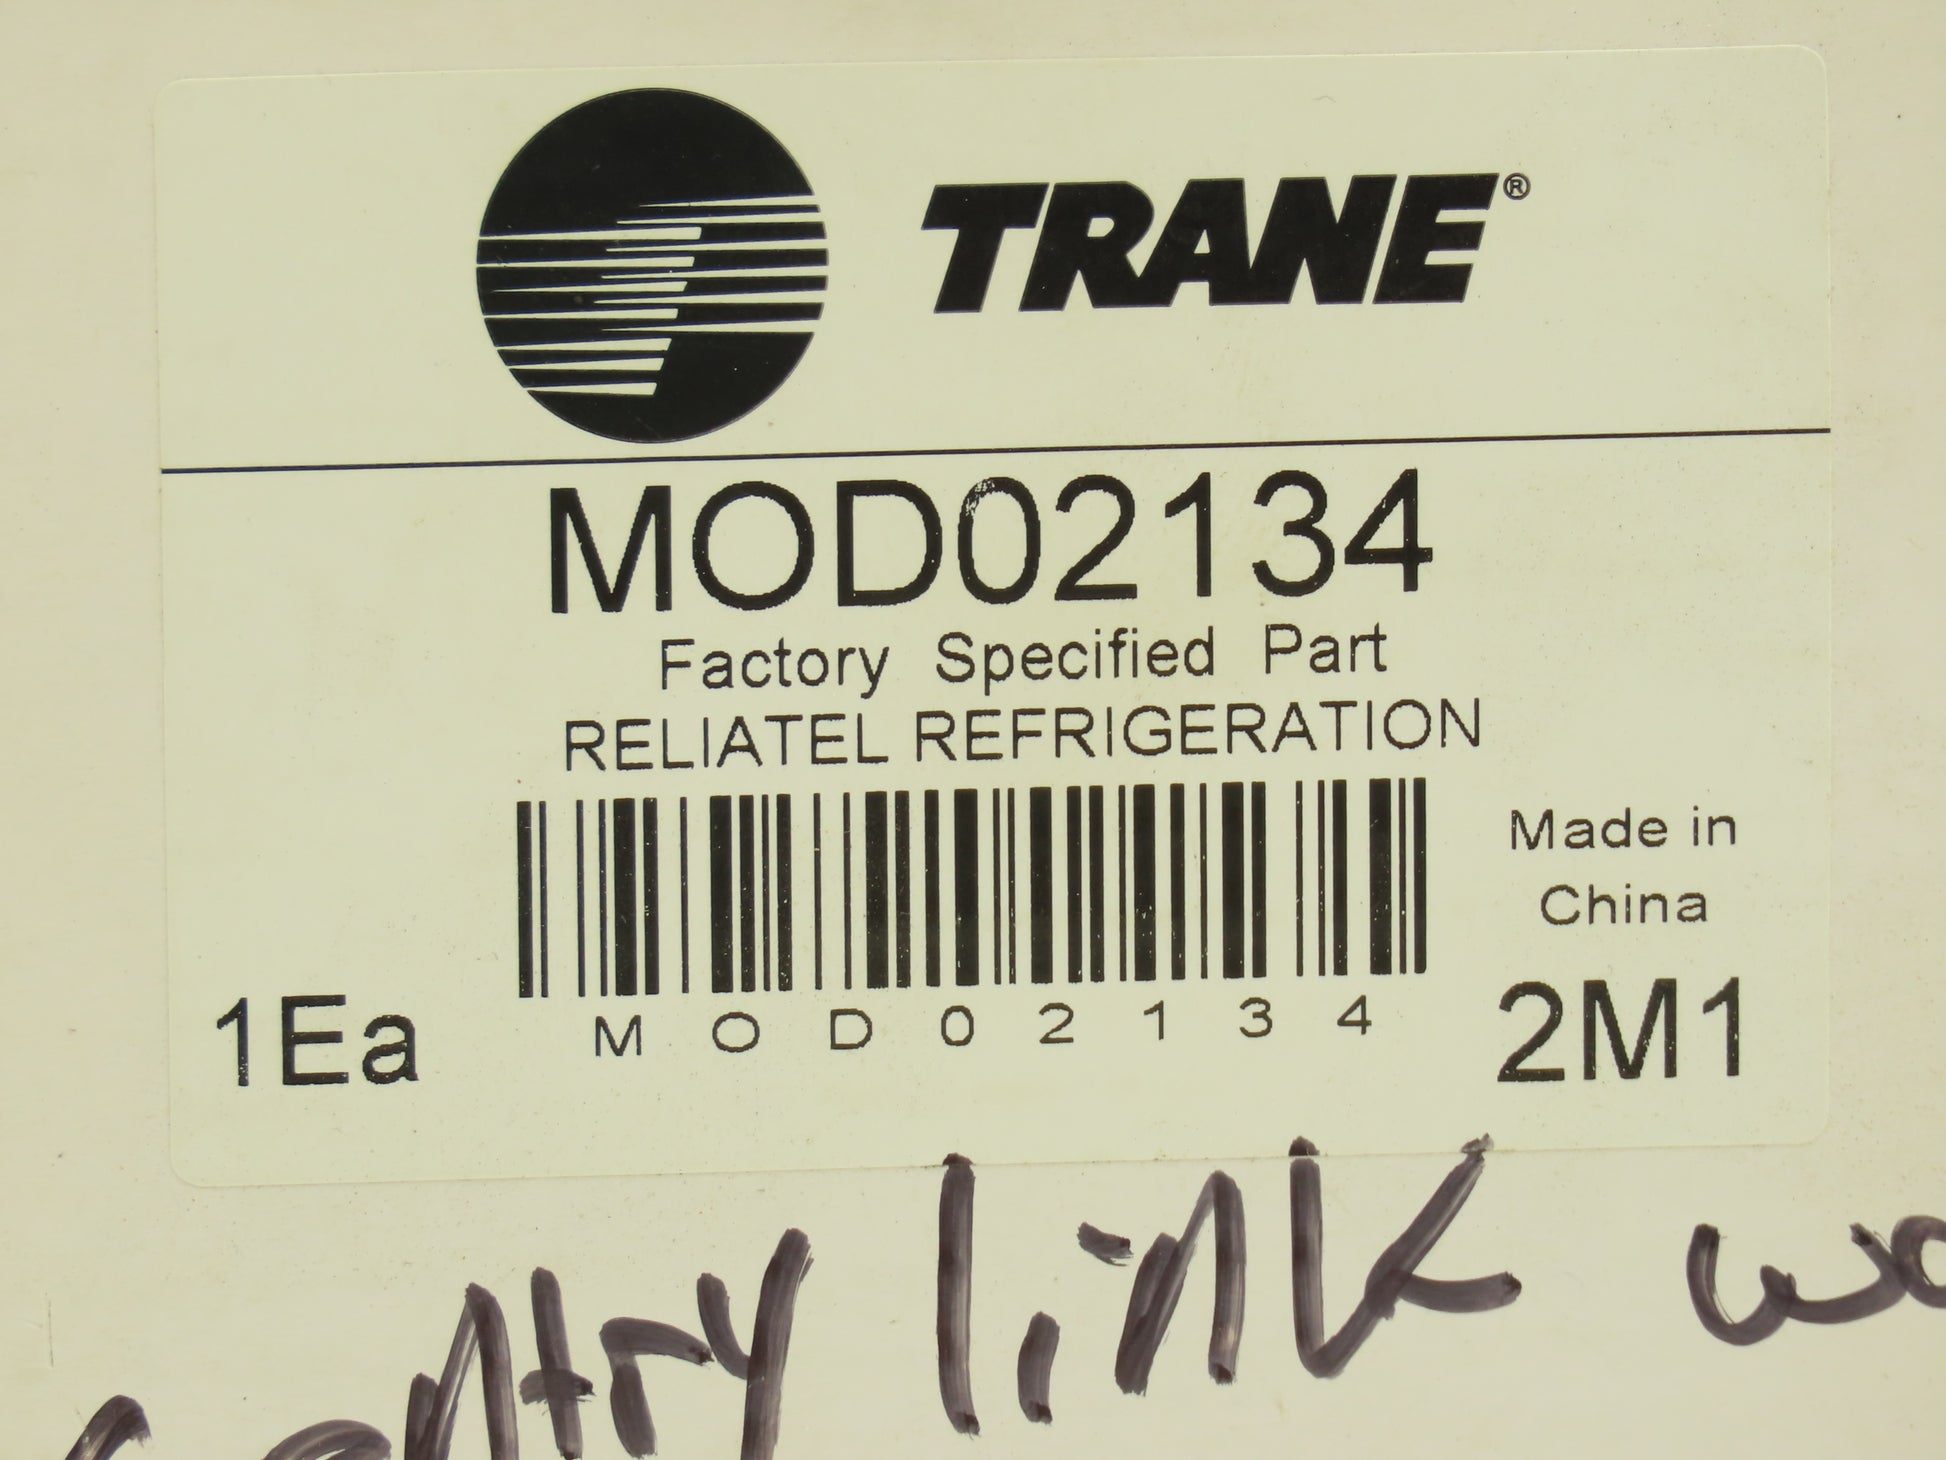 TRANE®
MOD02134
Factory Specified Part
RELIATEL REFRIGERATION
Made in
China
1Ea
MOD02134
2M1
link